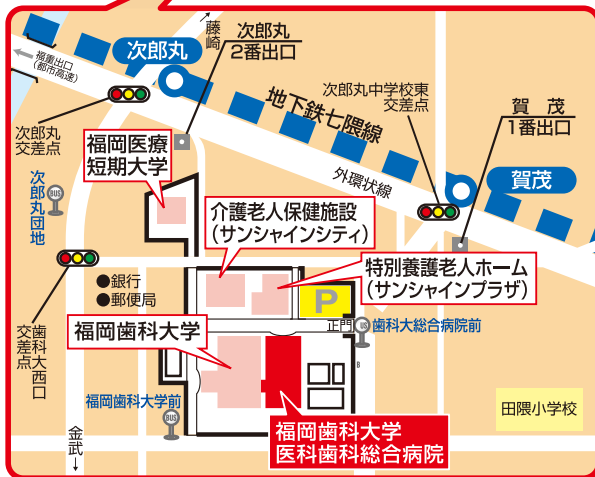 藤崎
次郎丸
2番出口
次郎丸
福重出口
(都市高速)
次郎丸中学校東
交差点
賀茂
1番出口
地下鉄七隈線
次郎丸
交差点
福岡医療
短期大学
外環状線
賀茂
次郎丸団地
BUS
介護老人保健施設
(サンシャインシティ)
特別養護老人ホーム
(サンシャインプラザ)
●銀行
●郵便局
P
歯科大西口
交差点
福岡歯科大学
正門
BUS
歯科大総合病院前
福岡歯科大学前
BUS
B
田隈小学校
福岡歯科大学
医科歯科総合病院
金武